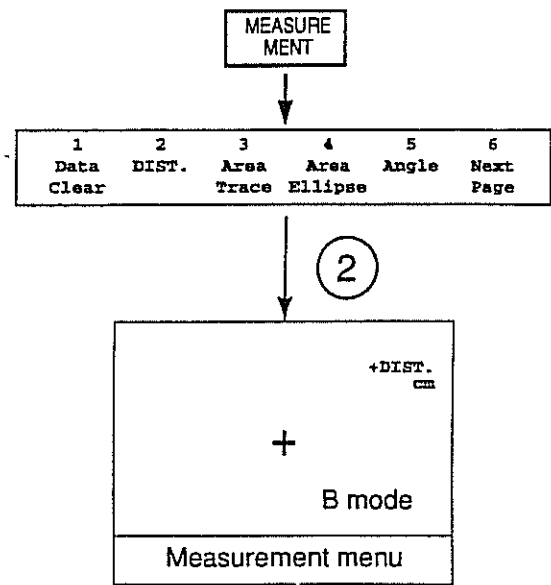 MEASURE
MENT
1 2 3 4 5 6
Data DIST. Area Area Angle Next
Clear Trace Ellipse Page
2
+DIST.
+
B mode
Measurement menu